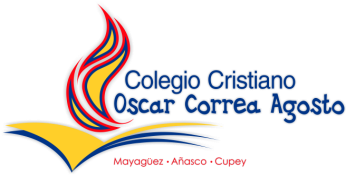 Colegio Cristiano
Oscar Correa Agosto
Mayagüez • Añasco • Cupey